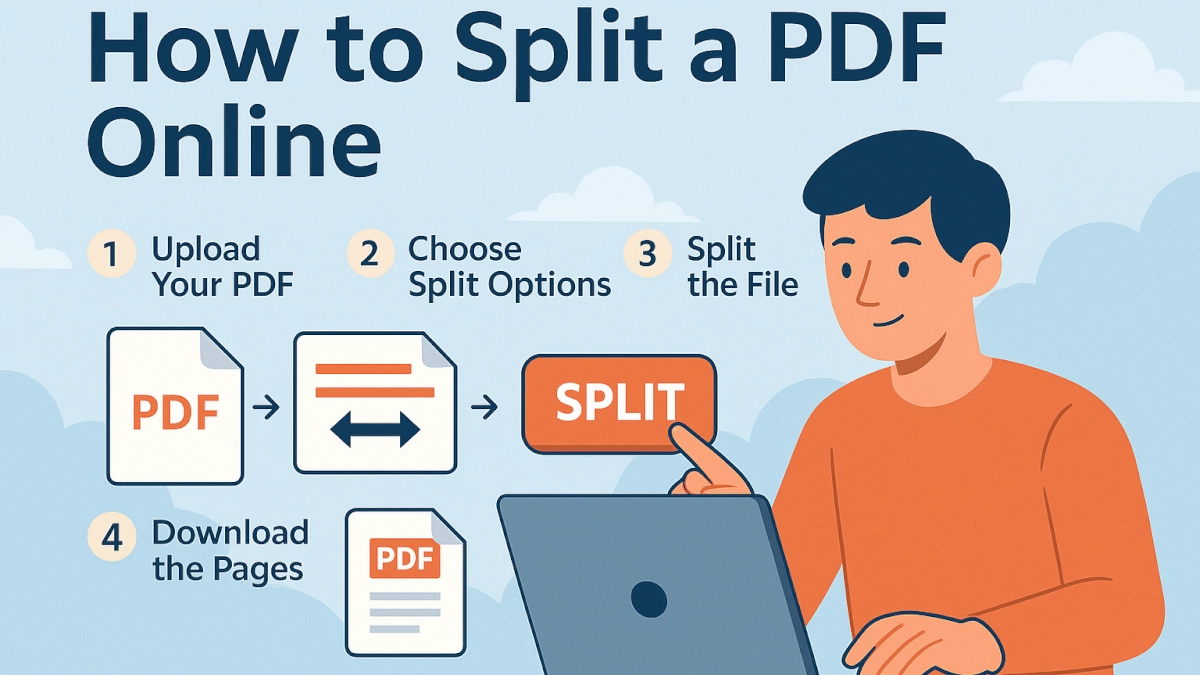 How to Split a PDF
Online
1 Upload
Your PDF
2 Choose
Split Options
3 Split
the File
PDF
SPLIT
4 Download
the Pages
PDF